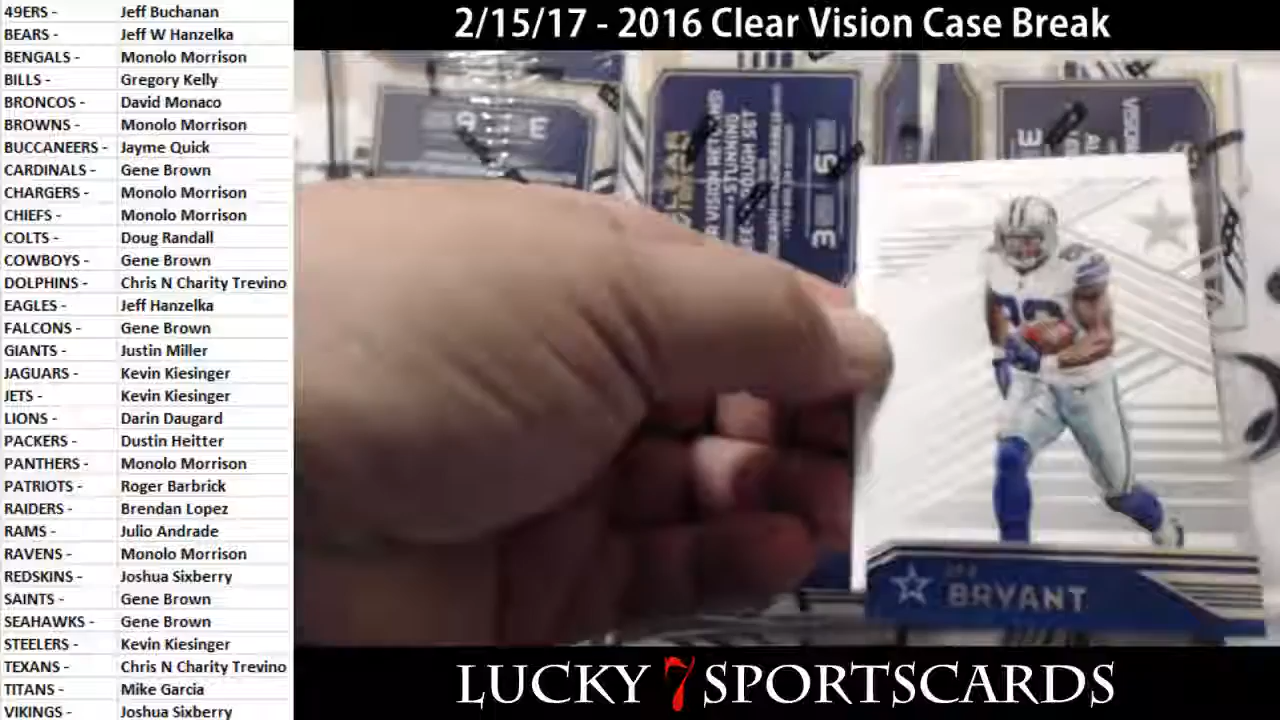 2/15/17 - 2016 Clear Vision Case Break
49ERS - Jeff Buchanan
BEARS - Jeff W Hanzelka
BENGALS - Monolo Morrison
BILLS - Gregory Kelly
BRONCOS - David Monaco
BROWNS - Monolo Morrison
BUCCANEERS - Jayme Quick
CARDINALS - Gene Brown
CHARGERS - Monolo Morrison
CHIEFS - Monolo Morrison
COLTS - Doug Randall
COWBOYS - Gene Brown
DOLPHINS - Chris N Charity Trevino
EAGLES - Jeff Hanzelka
FALCONS - Gene Brown
GIANTS - Justin Miller
JAGUARS - Kevin Kiesinger
JETS - Kevin Kiesinger
LIONS - Darin Daugard
PACKERS - Dustin Heitter
PANTHERS - Monolo Morrison
PATRIOTS - Roger Barbrick
RAIDERS - Brendan Lopez
RAMS - Julio Andrade
RAVENS - Monolo Morrison
REDSKINS - Joshua Sixberry
SAINTS - Gene Brown
SEAHAWKS - Gene Brown
STEELERS - Kevin Kiesinger
TEXANS - Chris N Charity Trevino
TITANS - Mike Garcia
VIKINGS - Joshua Sixberry
CLEAR
VISION
STUNNING
3
5
BRYANT
LUCKY 7 SPORTSCARDS